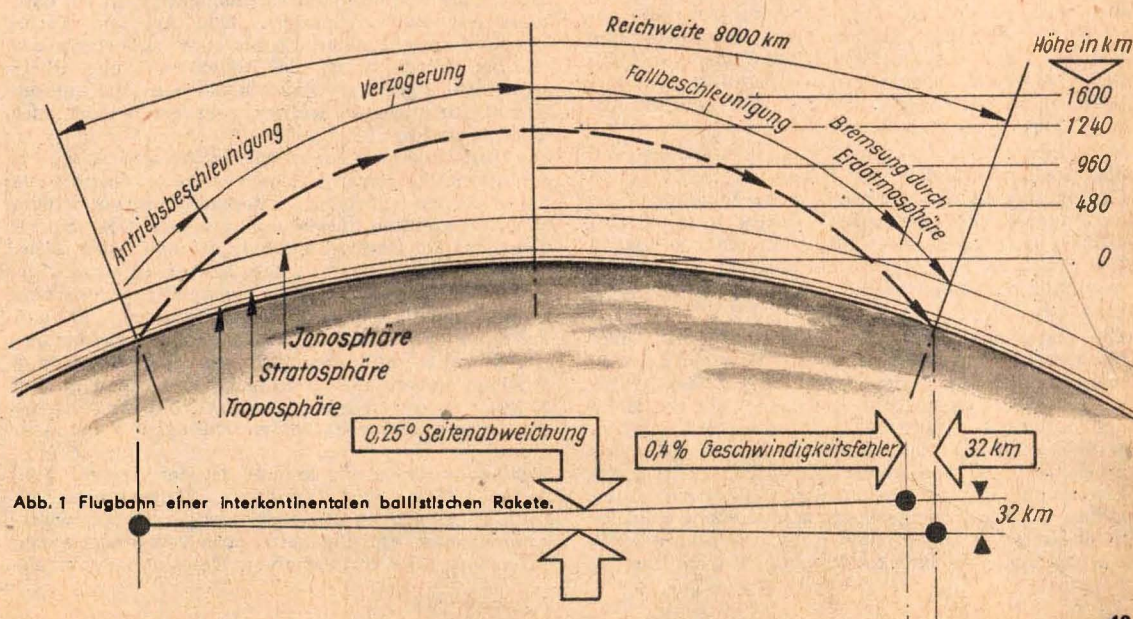 Reichweite 8000 km
Höhe in km
Verzögerung
Fallbeschleunigung
1600
Antriebsbeschleunigung
Bremsung durch
Erdatmosphäre
1240
960
480
0
Jonosphäre
Stratosphäre
Troposphäre
0,25° Seitenabweichung
0,4% Geschwindigkeitsfehler
32 km
Abb. 1 Flugbahn einer interkontinentalen ballistischen Rakete.
32 km